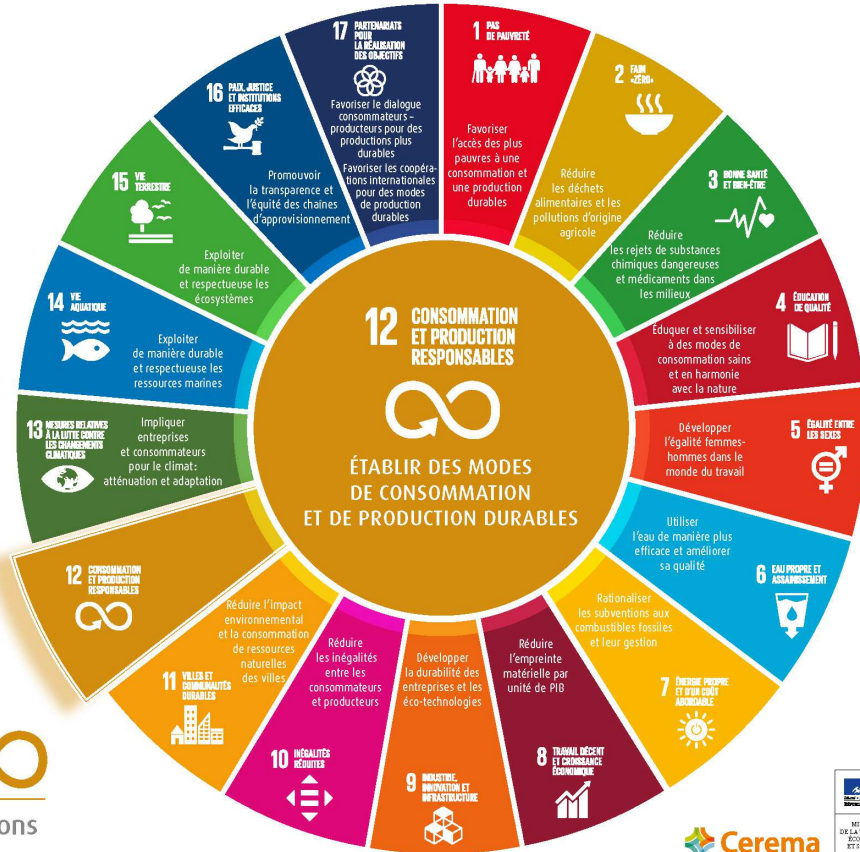 12 CONSOMMATION
ET PRODUCTION
RESPONSABLES
ÉTABLIR DES MODES
DE CONSOMMATION
ET DE PRODUCTION DURABLES
1 PAS
DE PAUVRETÉ
Favoriser
l'accès des plus
pauvres à une
consommation et
une production
durables
2 FAIM
«ZÉRO»
Réduire
les déchets
alimentaires et les
pollutions d'origine
agricole
3 BONNE SANTÉ
ET BIEN-ÊTRE
Réduire
les rejets de substances
chimiques dangereuses
et médicaments dans
les milieux
4 ÉDUCATION
DE QUALITÉ
Éduquer et sensibiliser
à des modes de
consommation sains
et en harmonie
avec la nature
5 ÉGALITÉ ENTRE
LES SEXES
Développer
l'égalité femmes-
hommes dans le
monde du travail
6 EAU PROPRE ET
ASSAINISSEMENT
Utiliser
l'eau de manière plus
efficace et améliorer
sa qualité
7 ÉNERGIE PROPRE
ET D'UN COÛT
ABORDABLE
Rationaliser
les subventions aux
combustibles fossiles
et leur gestion
8 TRAVAIL DÉCENT
ET CROISSANCE
ÉCONOMIQUE
Réduire
l'empreinte
matérielle par
unité de PIB
9 INDUSTRIE,
INNOVATION ET
INFRASTRUCTURE
Développer
la durabilité des
entreprises et les
éco-technologies
10 INÉGALITÉS
RÉDUITES
Réduire
les inégalités
entre les
consommateurs
et producteurs
11 VILLES ET
COMMUNAUTÉS
DURABLES
Réduire l'impact
environnemental
et la consommation
de ressources
naturelles
des villes
12 CONSOMMATION
ET PRODUCTION
RESPONSABLES
13 MESURES RELATIVES
À LA LUTTE CONTRE
LES CHANGEMENTS
CLIMATIQUES
Impliquer
entreprises
et consommateurs
pour le climat:
atténuation et adaptation
14 VIE
AQUATIQUE
Exploiter
de manière durable
et respectueuse les
ressources marines
15 VIE
TERRESTRE
Exploiter
de manière durable
et respectueuse les
écosystèmes
16 PAIX, JUSTICE
ET INSTITUTIONS
EFFICACES
Promouvoir
la transparence et
l'équité des chaînes
d'approvisionnement
17 PARTENARIATS
POUR
LA RÉALISATION
DES OBJECTIFS
Favoriser le dialogue
consommateurs –
producteurs pour des
productions plus
durables
Favoriser les coopéra-
tions internationales
pour des modes
de production
durables
ons
Cerema